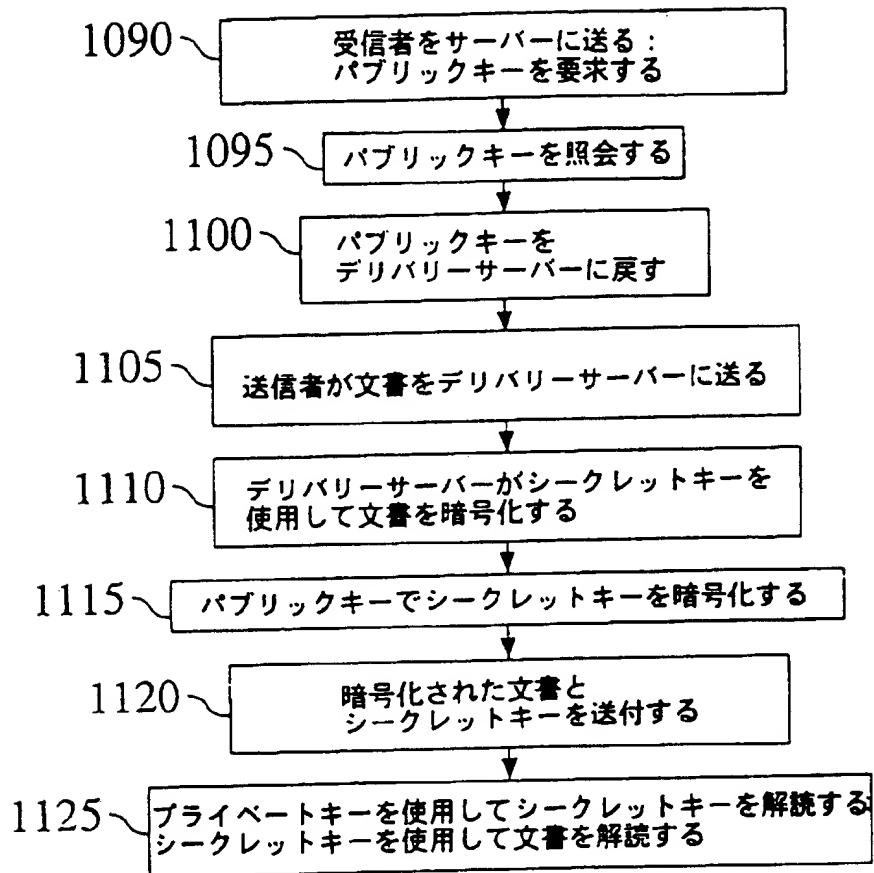 1090
受信者をサーバーに送る：
パブリックキーを要求する
1095
パブリックキーを照会する
1100
パブリックキーを
デリバリーサーバーに戻す
1105
送信者が文書をデリバリーサーバーに送る
1110
デリバリーサーバーがシークレットキーを
使用して文書を暗号化する
1115
パブリックキーでシークレットキーを暗号化する
1120
暗号化された文書と
シークレットキーを送付する
1125
プライベートキーを使用してシークレットキーを解読する
シークレットキーを使用して文書を解読する